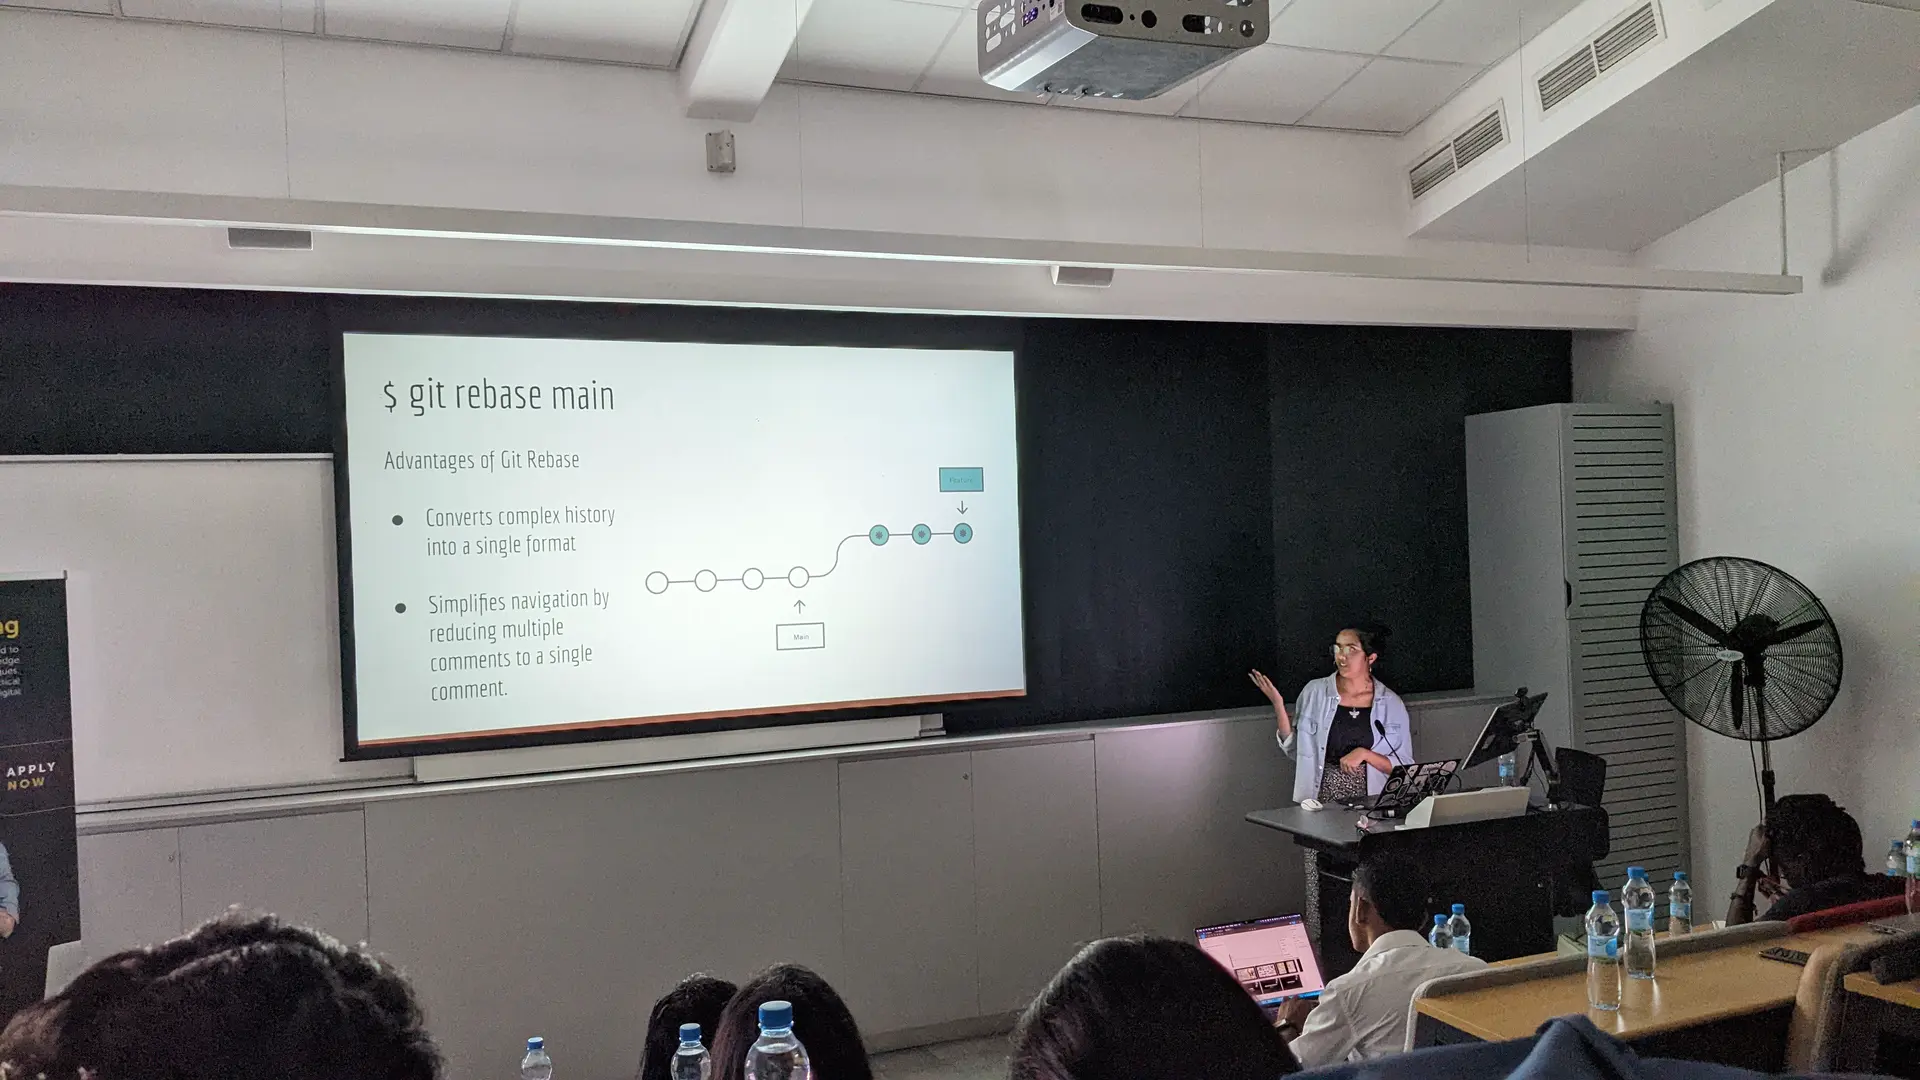 $ git rebase main
Advantages of Git Rebase
Converts complex history
into a single format
Simplifies navigation by
reducing multiple
comments to a single
comment.
Feature
Main
APPLY
NOW